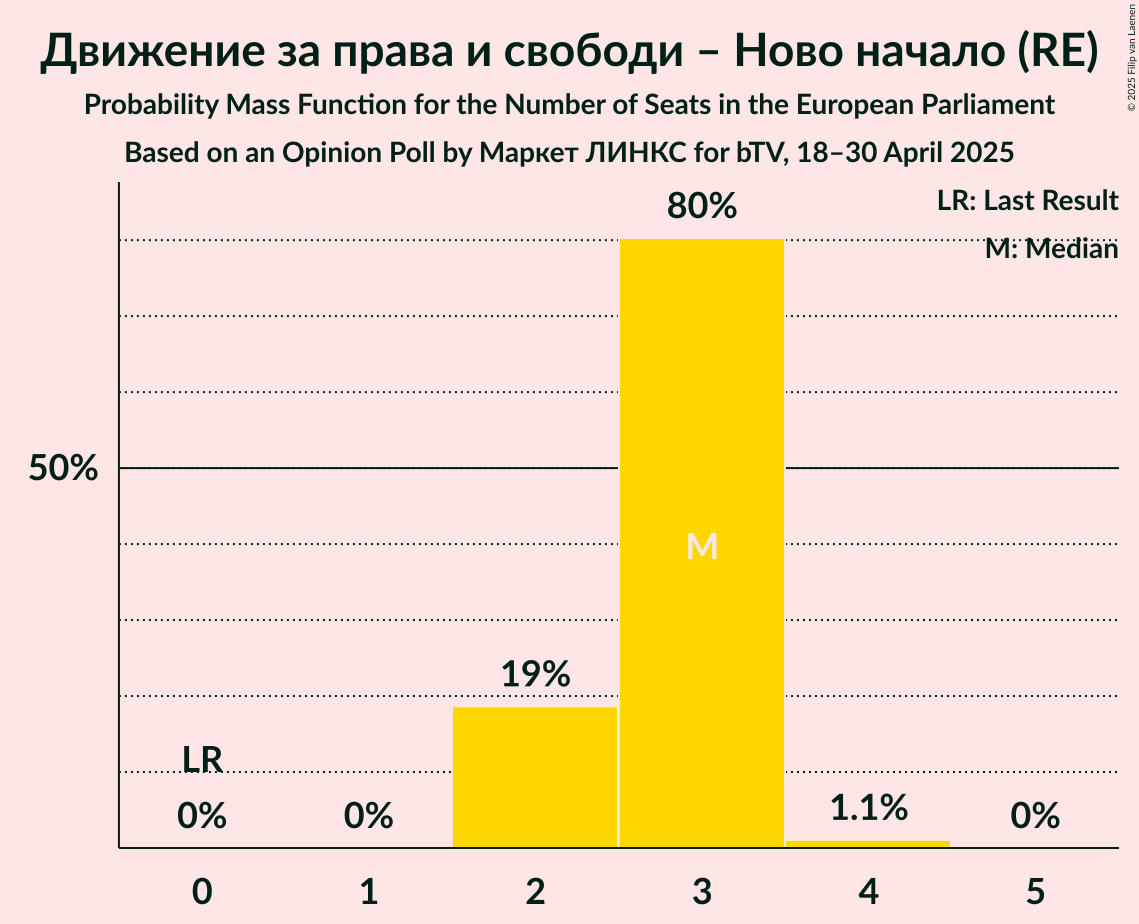 Движение за права и свободи – Ново начало (RE)
Probability Mass Function for the Number of Seats in the European Parliament
Based on an Opinion Poll by Маркет ЛИНКС for bTV, 18–30 April 2025
© 2025 Filip van Laenen
LR: Last Result
M: Median
80%
50%
M
19%
LR
0%
0%
1.1%
0%
0
1
2
3
4
5